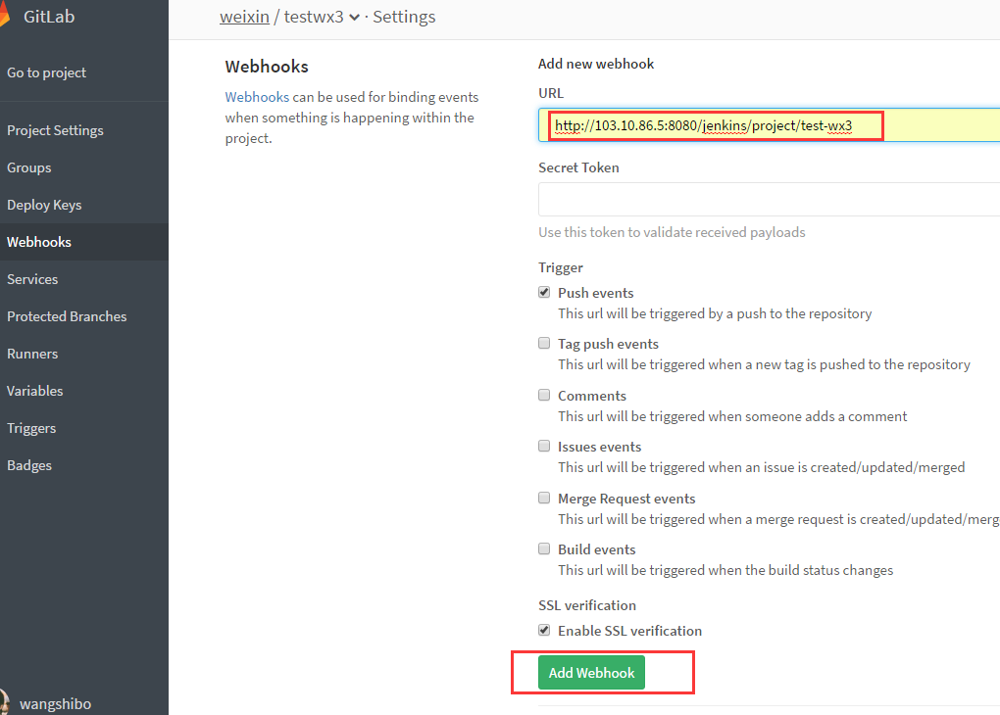 GitLab
weixin / testwx3 · Settings
Go to project
Project Settings
Groups
Deploy Keys
Webhooks
Services
Protected Branches
Runners
Variables
Triggers
Badges
wangshibo
Webhooks
Webhooks can be used for binding events
when something is happening within the
project.
Add new webhook
URL
http://103.10.86.5:8080/jenkins/project/test-wx3
Secret Token
Use this token to validate received payloads
Trigger
Push events
This url will be triggered by a push to the repository
Tag push events
This url will be triggered when a new tag is pushed to the repository
Comments
This url will be triggered when someone adds a comment
Issues events
This url will be triggered when an issue is created/updated/merged
Merge Request events
This url will be triggered when a merge request is created/updated/merg
Build events
This url will be triggered when the build status changes
SSL verification
Enable SSL verification
Add Webhook